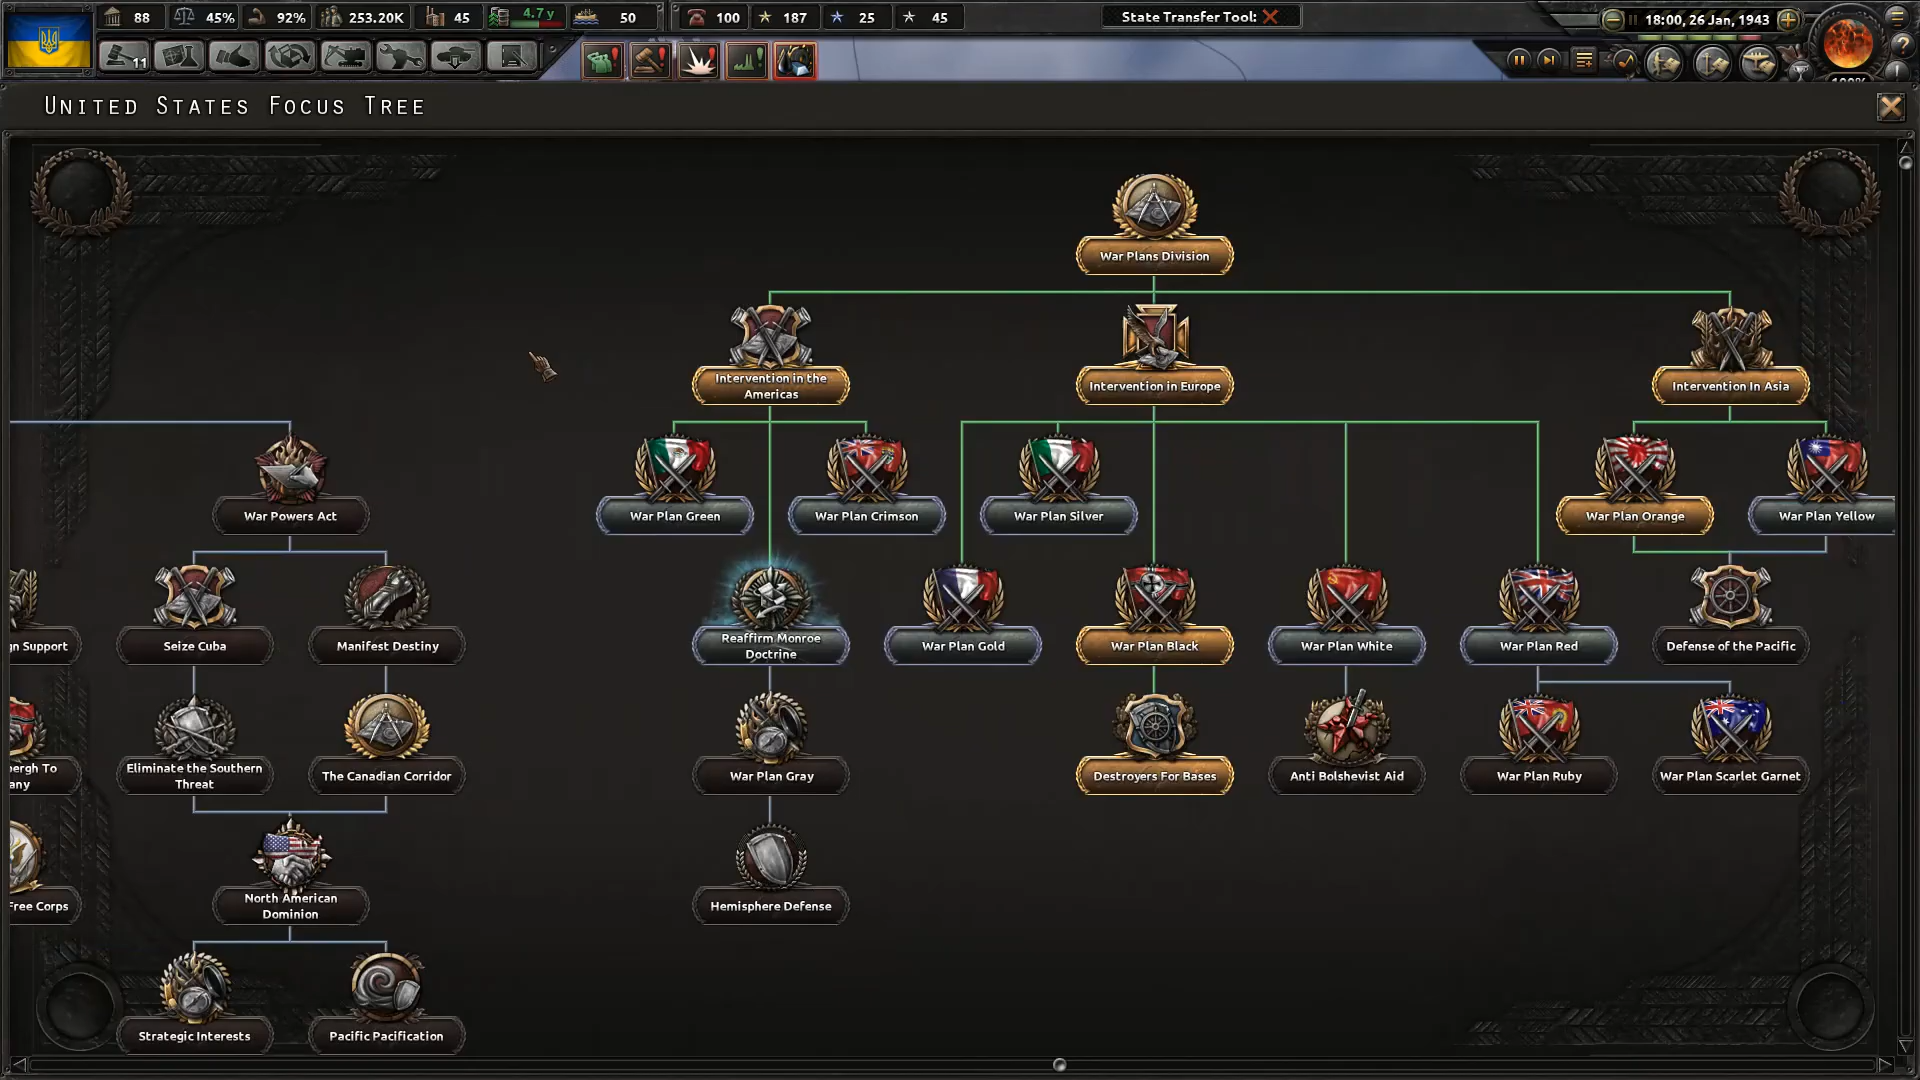 88
45%
92%
253.20K
45
4.7 y
50
100
187
25
45
State Transfer Tool:
18:00, 26 Jan, 1943
11
United States Focus Tree
War Plans Division
Intervention in the
Americas
Intervention in Europe
Intervention In Asia
War Powers Act
War Plan Green
War Plan Crimson
War Plan Silver
War Plan Orange
War Plan Yellow
Support
Seize Cuba
Manifest Destiny
Reaffirm Monroe
Doctrine
War Plan Gold
War Plan Black
War Plan White
War Plan Red
Defense of the Pacific
To
Eliminate the Southern
Threat
The Canadian Corridor
War Plan Gray
Destroyers For Bases
Anti Bolshevist Aid
War Plan Ruby
War Plan Scarlet Garnet
Free Corps
North American
Dominion
Hemisphere Defense
Strategic Interests
Pacific Pacification